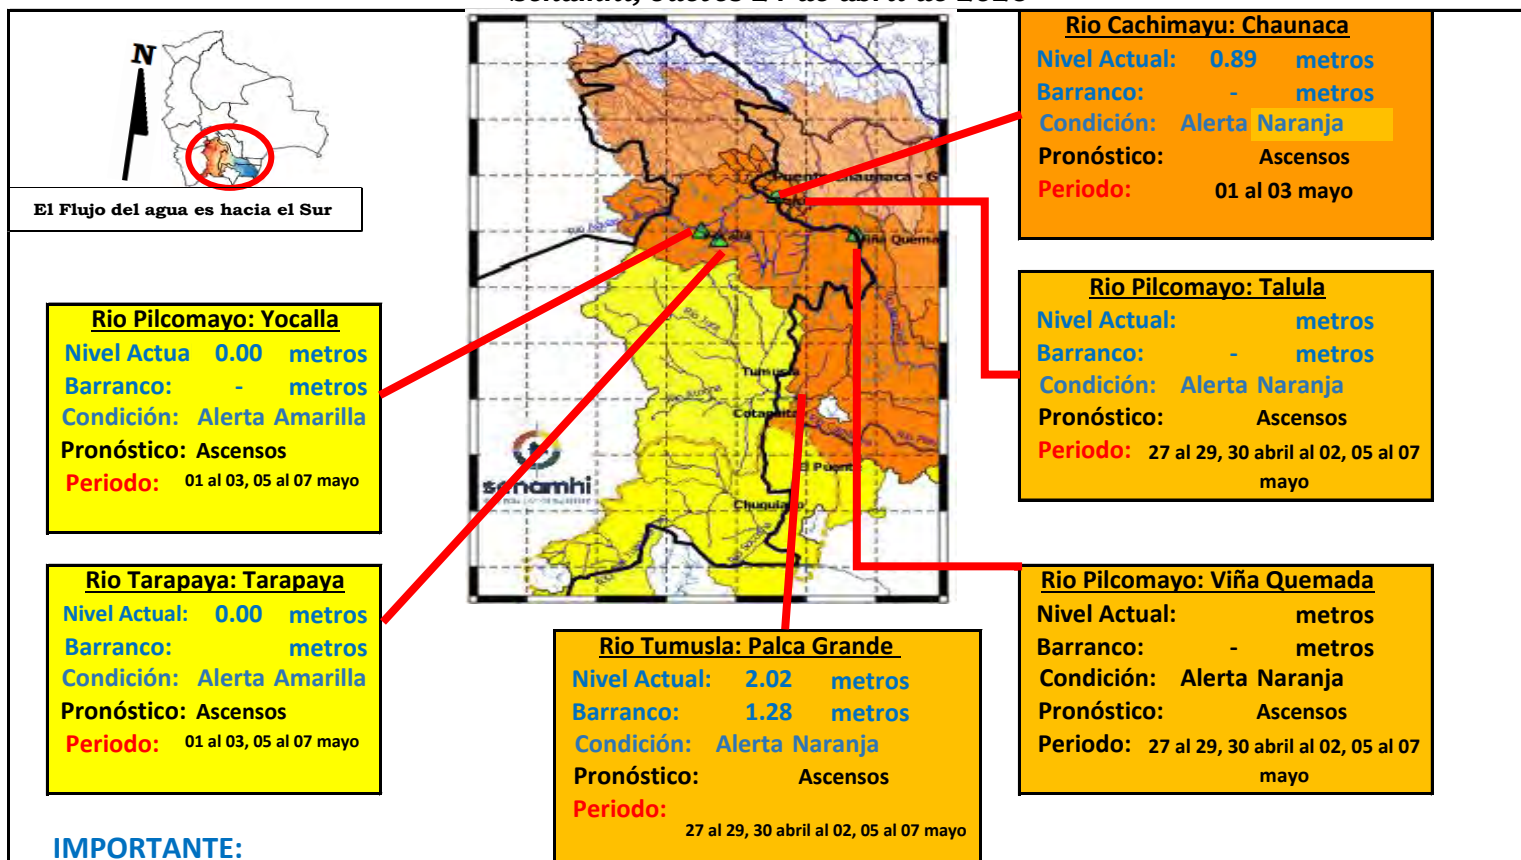 N
El Flujo del agua es hacia el Sur
Rio Cachimayu: Chaunaca
Nivel Actual: 0.89 metros
Barranco: - metros
Condición: Alerta Naranja
Pronóstico: Ascensos
Periodo: 01 al 03 mayo
Rio Pilcomayo: Talula
Nivel Actual: metros
Barranco: - metros
Condición: Alerta Naranja
Pronóstico: Ascensos
Periodo: 27 al 29, 30 abril al 02, 05 al 07
mayo
Rio Pilcomayo: Yocalla
Nivel Actua 0.00 metros
Barranco: - metros
Condición: Alerta Amarilla
Pronóstico: Ascensos
Periodo: 01 al 03, 05 al 07 mayo
Rio Tarapaya: Tarapaya
Nivel Actual: 0.00 metros
Barranco: metros
Condición: Alerta Amarilla
Pronóstico: Ascensos
Periodo: 01 al 03, 05 al 07 mayo
Rio Tumusla: Palca Grande
Nivel Actual: 2.02 metros
Barranco: 1.28 metros
Condición: Alerta Naranja
Pronóstico: Ascensos
Periodo:
27 al 29, 30 abril al 02, 05 al 07 mayo
Rio Pilcomayo: Viña Quemada
Nivel Actual: metros
Barranco: - metros
Condición: Alerta Naranja
Pronóstico: Ascensos
Periodo: 27 al 29, 30 abril al 02, 05 al 07
mayo
Viña Quema
Tumusla
Cotagaita
El Puente
senamhi
IMPORTANTE: